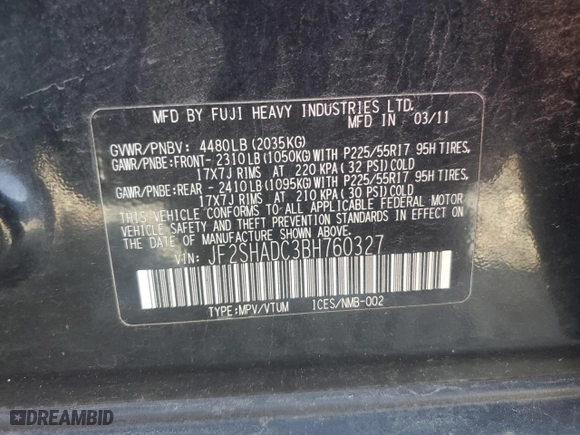 MFD BY FUJI HEAVY INDUSTRIES LTD.
MFD IN 03/11
GVWR/PNBV: 4480LB(2035KG)
GAWR/PNBE:FRONT- 2310LB(1050KG)WITH P225/55R17 95H TIRES,
17X7J RIMS AT 220 KPA(32 PSI)COLD
GAWR/PNBE:REAR - 2410LB(1095KG)WITH P225/55R17 95H TIRES,
17X7J RIMS AT 210 KPA(30 PSI)COLD
THIS VEHICLE CONFORMS TO ALL APPLICABLE FEDERAL MOTOR
VEHICLE SAFETY AND THEFT PREVENTION STANDARDS IN EFFECT ON
THE DATE OF MANUFACTURE SHOWN ABOVE.
VIN: JF2SHADC3BH760327
TYPE:MPV/VTUM ICES/NMB-002
DREAMBID